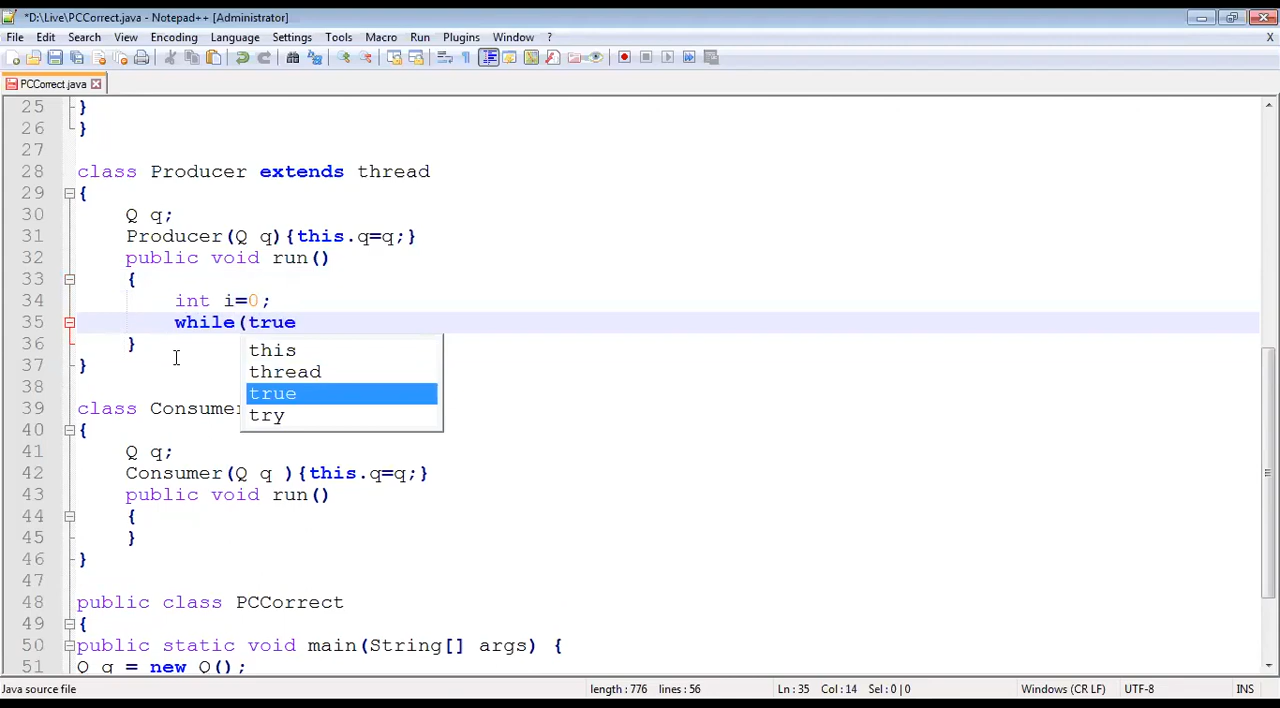 *D:\Live\PCCorrect.java - Notepad++ [Administrator]
File Edit Search View Encoding Language Settings Tools Macro Run Plugins Window ? X
PCCorrect.java
25 }
26 }
27
28 class Producer extends thread
29 {
30 Q q;
31 Producer(Q q){this.q=q;}
32 public void run()
33 {
34 int i=0;
35 while(true
36 }
this
37 }
thread
38
true
39 class Consumer
try
40 {
41 Q q;
42 Consumer(Q q ){this.q=q;}
43 public void run()
44 {
45 }
46 }
47
48 public class PCCorrect
49 {
50 public static void main(String[] args) {
51 Q q = new Q();
Java source file length : 776 lines : 56 Ln : 35 Col : 14 Sel : 0 | 0 Windows (CR LF) UTF-8 INS